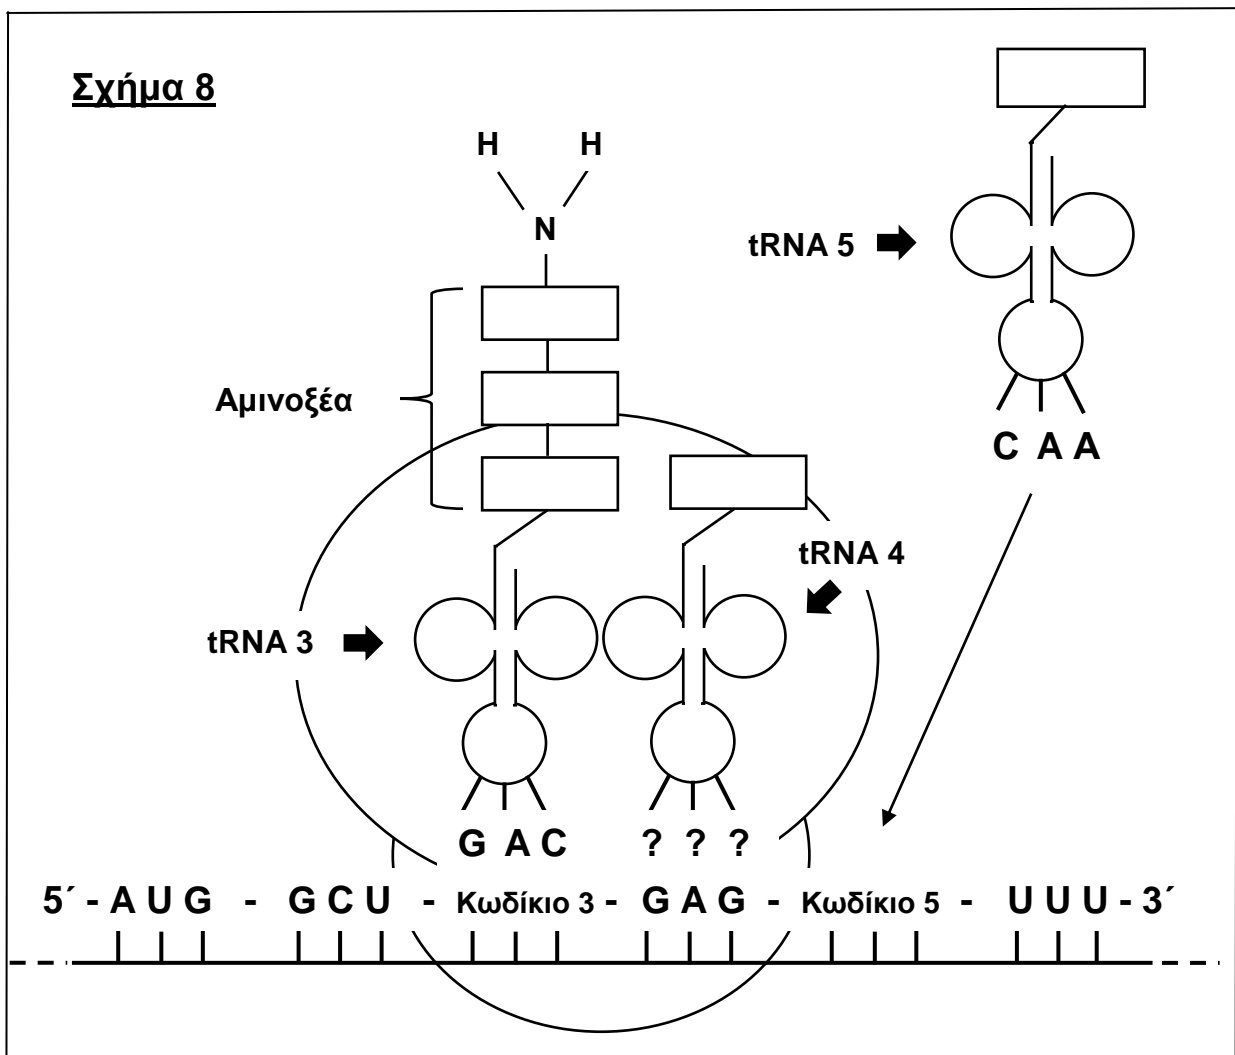 Σχήμα 8
H H
N
tRNA 5
Αμινοξέα
C A A
tRNA 4
tRNA 3
G A C ? ? ?
5´ - A U G - G C U - Κωδίκιο 3 - G A G - Κωδίκιο 5 - U U U - 3´